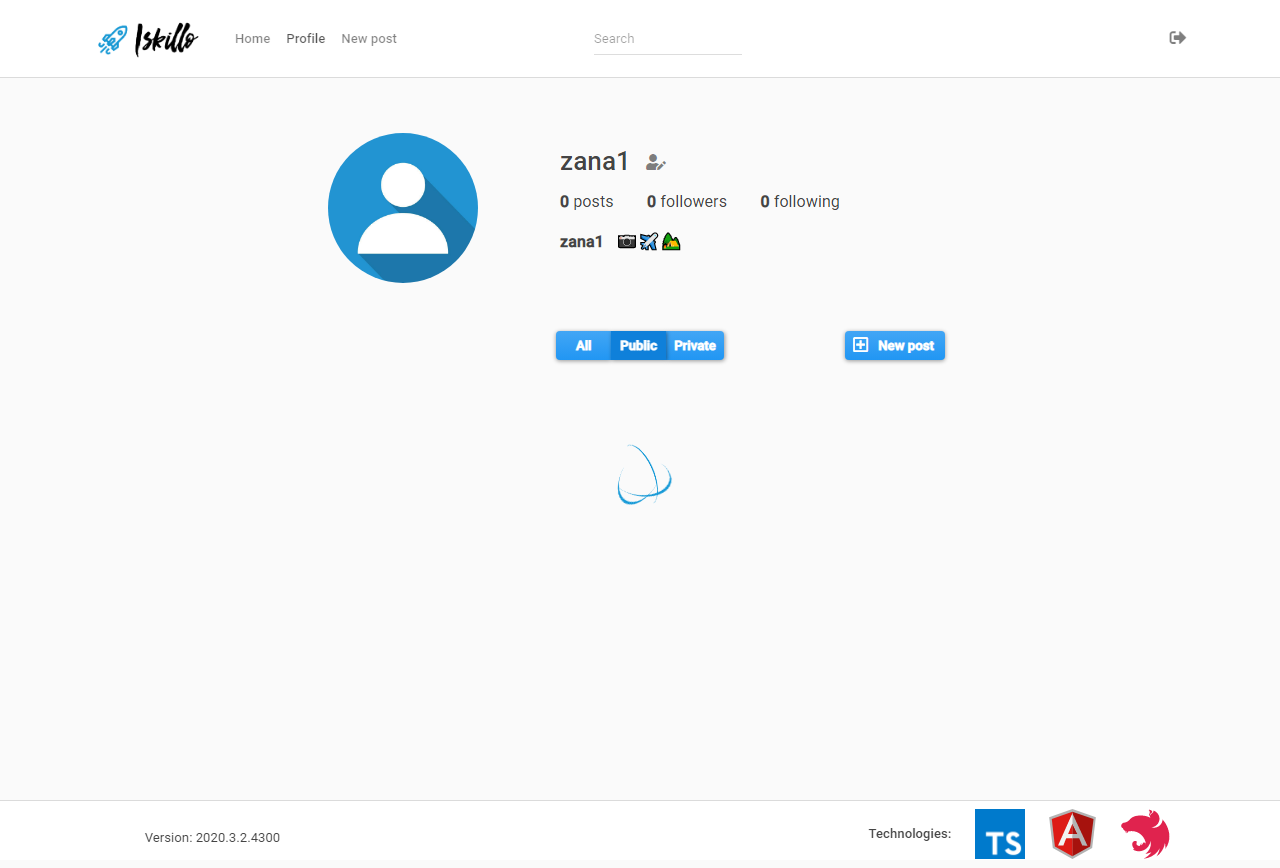 Iskillo Home Profile New post Search
zana1
0 posts 0 followers 0 following
zana1 📷✈️🏕️
All Public Private New post
Version: 2020.3.2.4300 Technologies: TS A